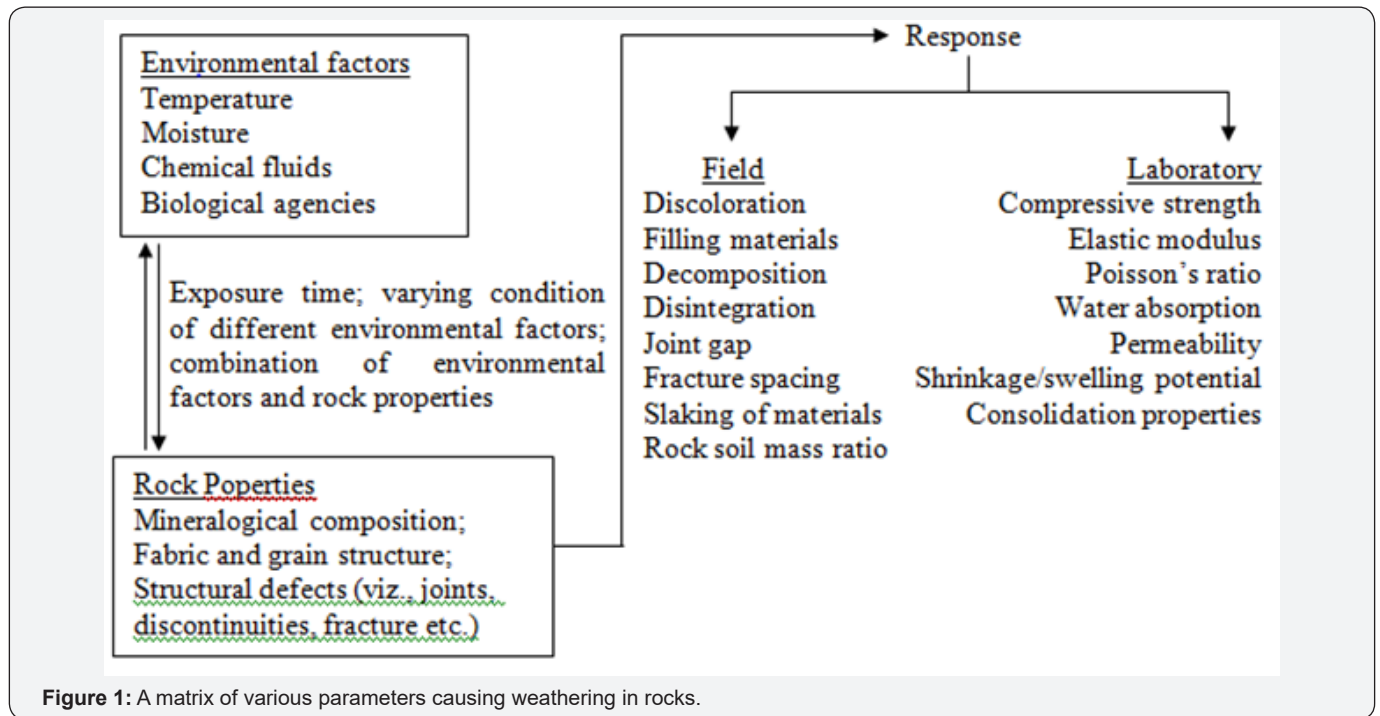 Environmental factors
Temperature
Moisture
Chemical fluids
Biological agencies
Exposure time; varying condition
of different environmental factors;
combination of environmental
factors and rock properties
Rock Poperties
Mineralogical composition;
Fabric and grain structure;
Structural defects (viz., joints,
discontinuities, fracture etc.)
Response
Field
Discoloration
Filling materials
Decomposition
Disintegration
Joint gap
Fracture spacing
Slaking of materials
Rock soil mass ratio
Laboratory
Compressive strength
Elastic modulus
Poisson's ratio
Water absorption
Permeability
Shrinkage/swelling potential
Consolidation properties
Figure 1: A matrix of various parameters causing weathering in rocks.